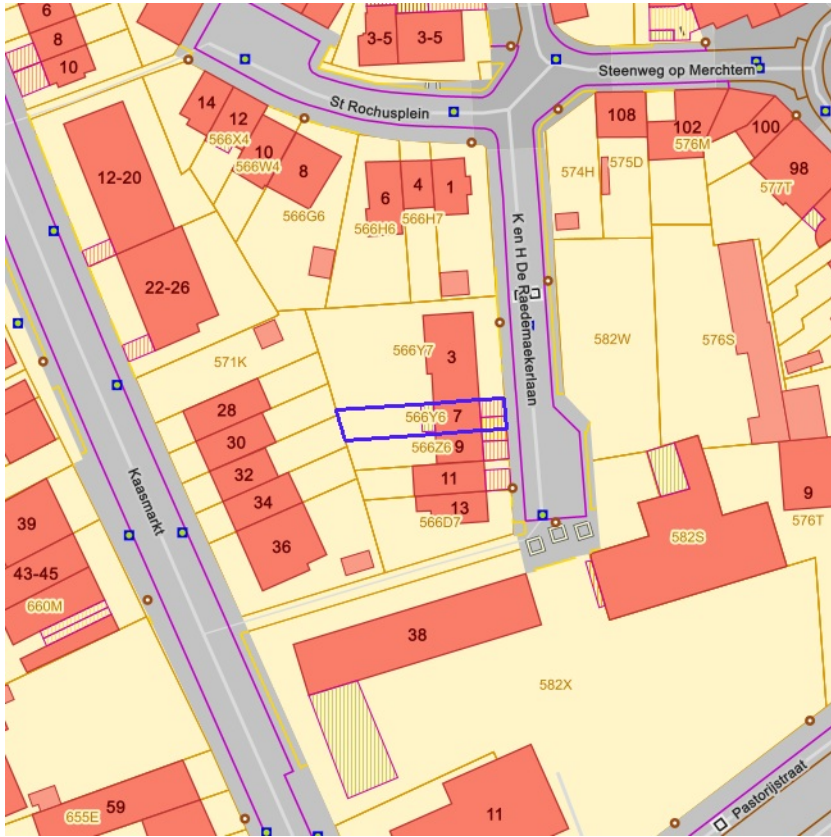 6
8
10
3-5
3-5
Steenweg op Merchtem
St Rochusplein
14
12
566X4
10
566W4
8
566G6
108
102
576M
100
98
577T
574H
575D
12-20
6
4
1
566H6
566H7
K en H De Raedemaekerlaan
22-26
571K
566Y7
3
582W
576S
28
566Y6
7
30
566Z6
9
32
11
34
13
566D7
36
Kaasmarkt
39
43-45
660M
9
576T
582S
38
582X
59
655E
11
Pastorijstraat